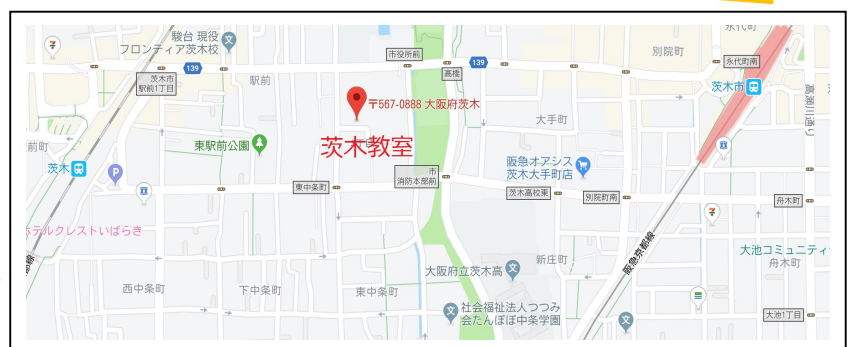 駿台 現役
フロンティア茨木校
市役所前
別院町
永代町
永代町南
139
高橋
139
茨木市
駅前1丁目
駅前
茨木市
高瀬川通り
〒567-0888 大阪府茨木
大手町
茨木教室
東駅前公園
前町
茨木
P
市
消防本部前
阪急オアシス
茨木大手町店
東中条町
茨木高校東
別院町南
舟木町
ホテルクレストいばらき
阪急京都線
大池コミュニティ
舟木町
新庄町
大阪府立茨木高
西中条町
下中条町
東中条町
社会福祉法人つつみ
会たんぽぽ中条学園
大池1丁目